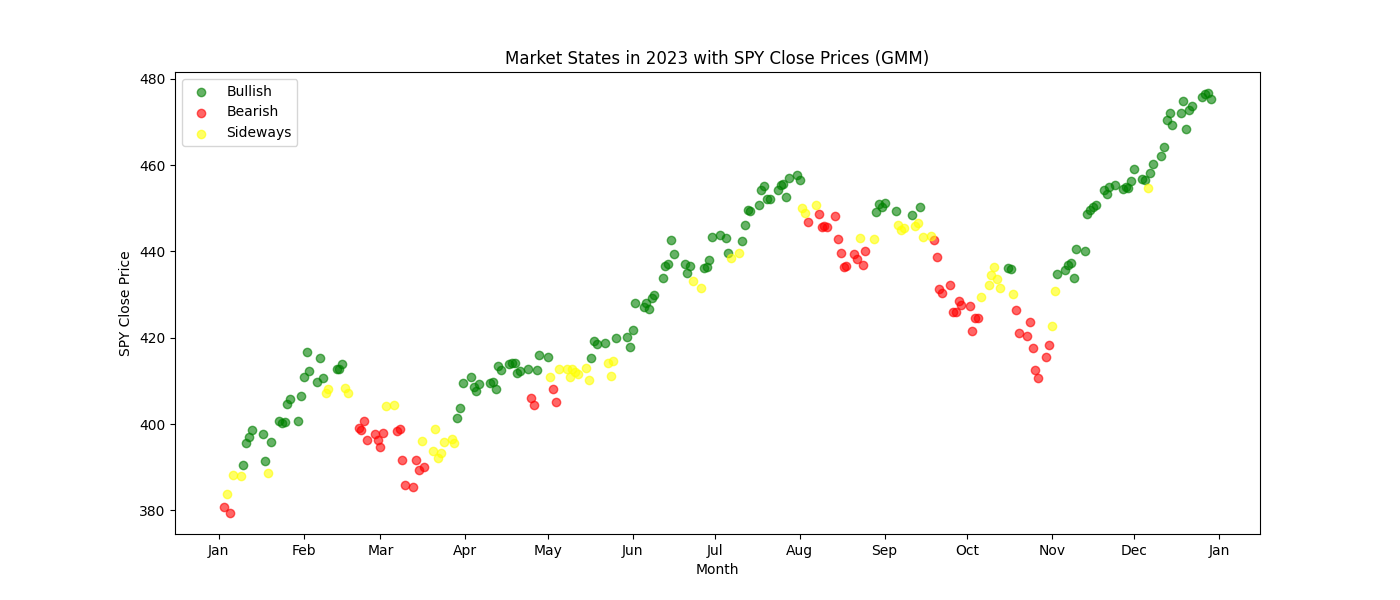 Market States in 2023 with SPY Close Prices (GMM)
Bullish
Bearish
Sideways
SPY Close Price
480
460
440
420
400
380
Jan Feb Mar Apr May Jun Jul Aug Sep Oct Nov Dec Jan
Month